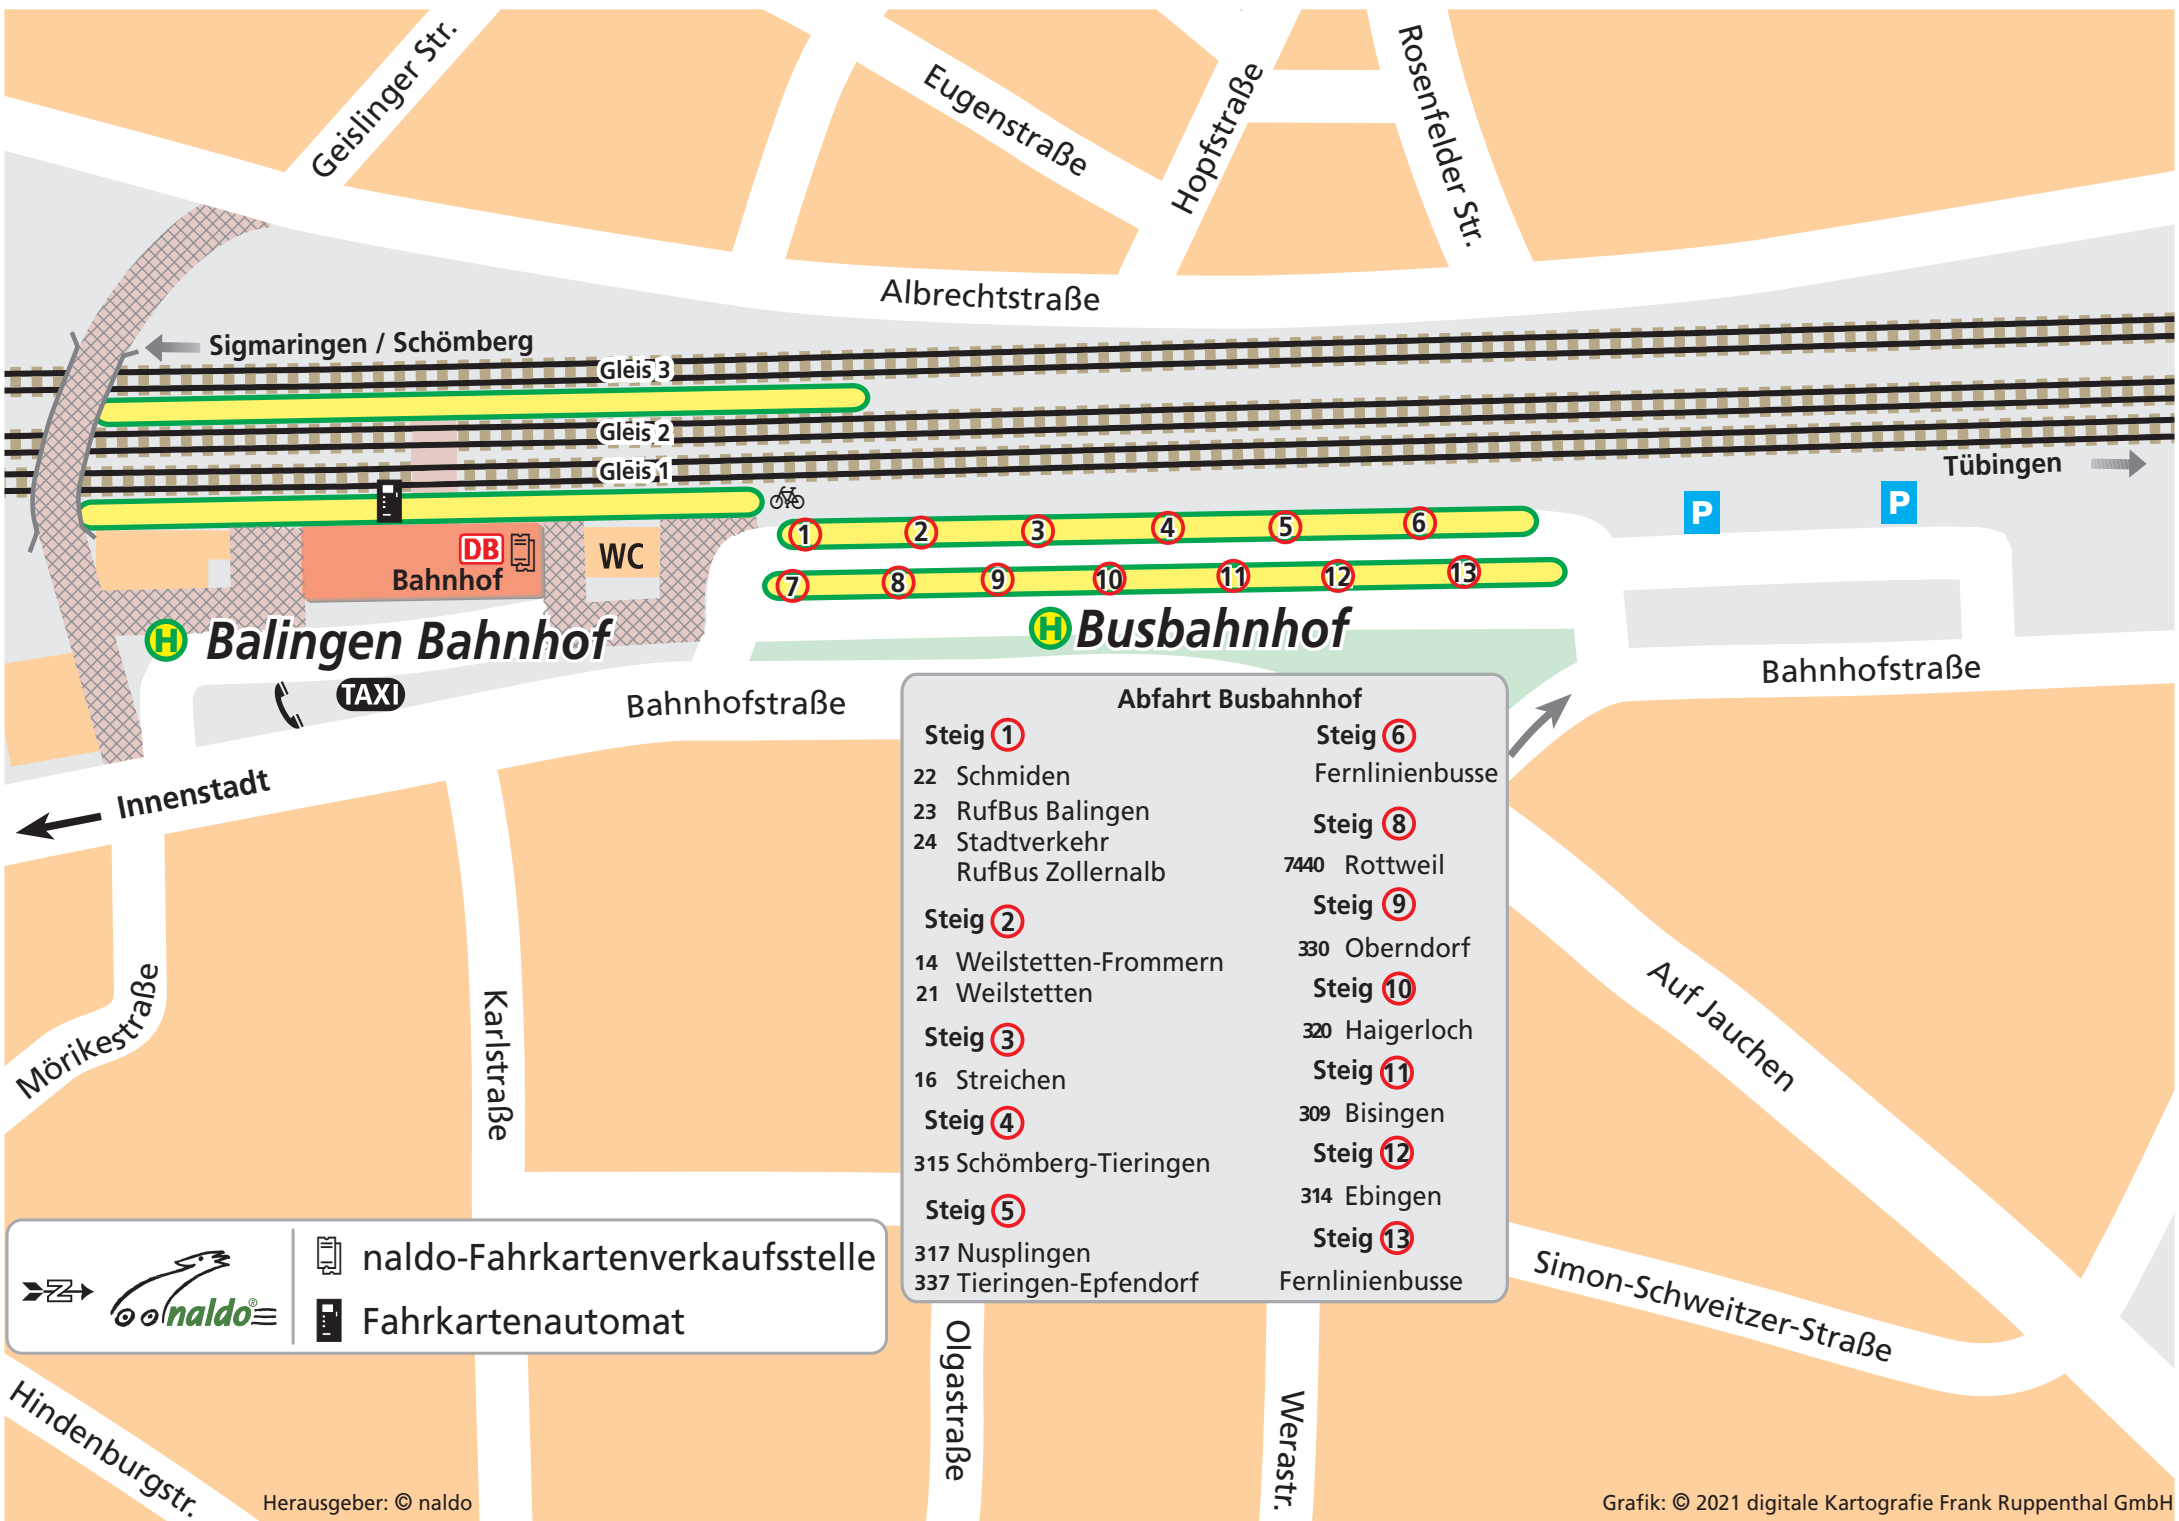 Geislinger Str.
Eugenstraße
Hopfstraße
Rosenfelder Str.
Albrechtstraße
Sigmaringen / Schömberg
Gleis 3
Gleis 2
Gleis 1
Tübingen
P
P
1 2 3 4 5 6
DB
WC
Bahnhof
7 8 9 10 11 12 13
H Balingen Bahnhof
H Busbahnhof
TAXI
Bahnhofstraße
Bahnhofstraße
Innenstadt
Abfahrt Busbahnhof
Steig 1
22 Schmiden
23 RufBus Balingen
24 Stadtverkehr
RufBus Zollernalb
Steig 2
14 Weilstetten-Frommern
21 Weilstetten
Steig 3
16 Streichen
Steig 4
315 Schömberg-Tieringen
Steig 5
317 Nusplingen
337 Tieringen-Epfendorf
Steig 6
Fernlinienbusse
Steig 8
7440 Rottweil
Steig 9
330 Oberndorf
Steig 10
320 Haigerloch
Steig 11
309 Bisingen
Steig 12
314 Ebingen
Steig 13
Fernlinienbusse
Mörikestraße
Karlstraße
Auf Jauchen
Simon-Schweitzer-Straße
N
naldo®
naldo-Fahrkartenverkaufsstelle
Fahrkartenautomat
Olgastraße
Werastr.
Hindenburgstr.
Herausgeber: © naldo
Grafik: © 2021 digitale Kartografie Frank Ruppenthal GmbH